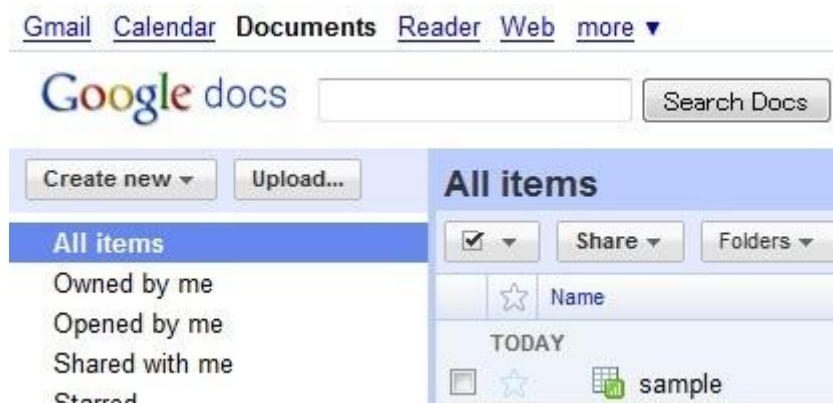 Gmail Calendar Documents Reader Web more ▼
Google docs Search Docs
Create new Upload...
All items
Owned by me
Opened by me
Shared with me
Starred
All items
Share Folders
Name
TODAY
sample